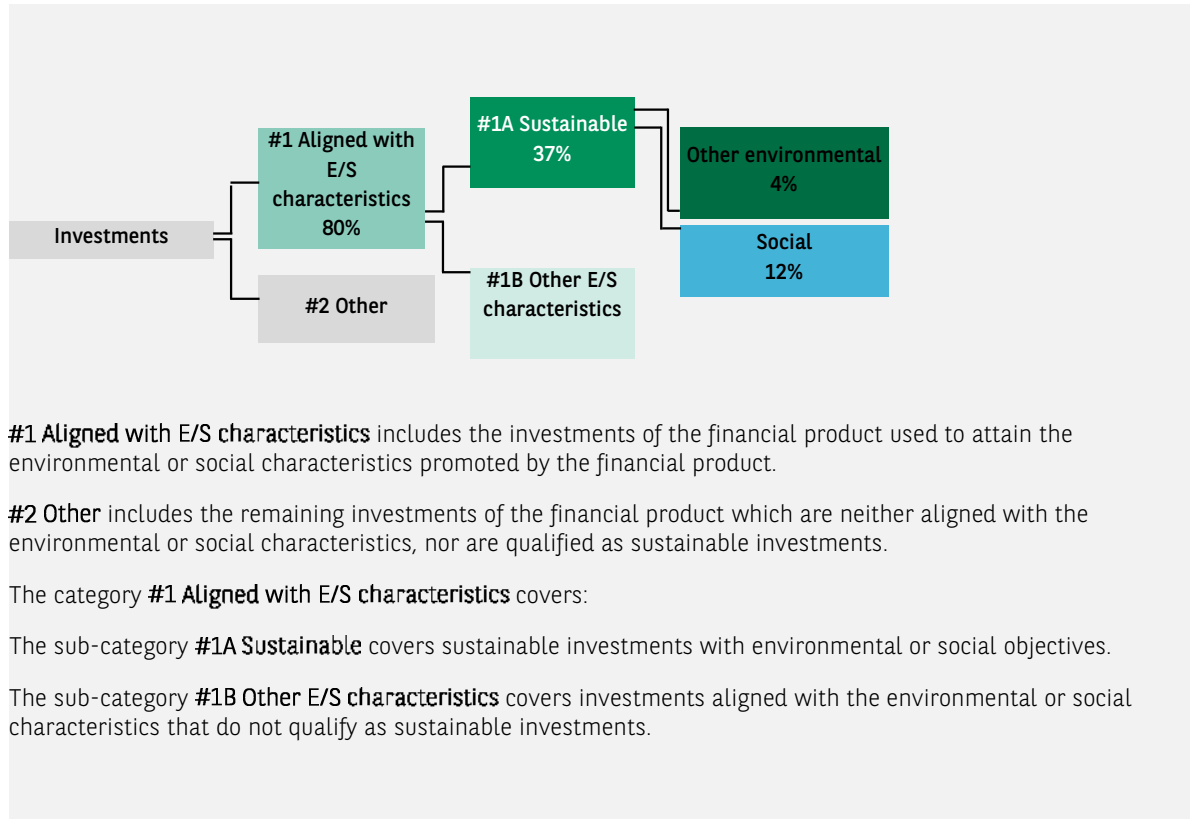 #1A Sustainable
37%
#1 Aligned with
E/S
characteristics
80%
Other environmental
4%
Investments
Social
12%
#2 Other
#1B Other E/S
characteristics
#1 Aligned with E/S characteristics includes the investments of the financial product used to attain the
environmental or social characteristics promoted by the financial product.
#2 Other includes the remaining investments of the financial product which are neither aligned with the
environmental or social characteristics, nor are qualified as sustainable investments.
The category #1 Aligned with E/S characteristics covers:
The sub-category #1A Sustainable covers sustainable investments with environmental or social objectives.
The sub-category #1B Other E/S characteristics covers investments aligned with the environmental or social
characteristics that do not qualify as sustainable investments.